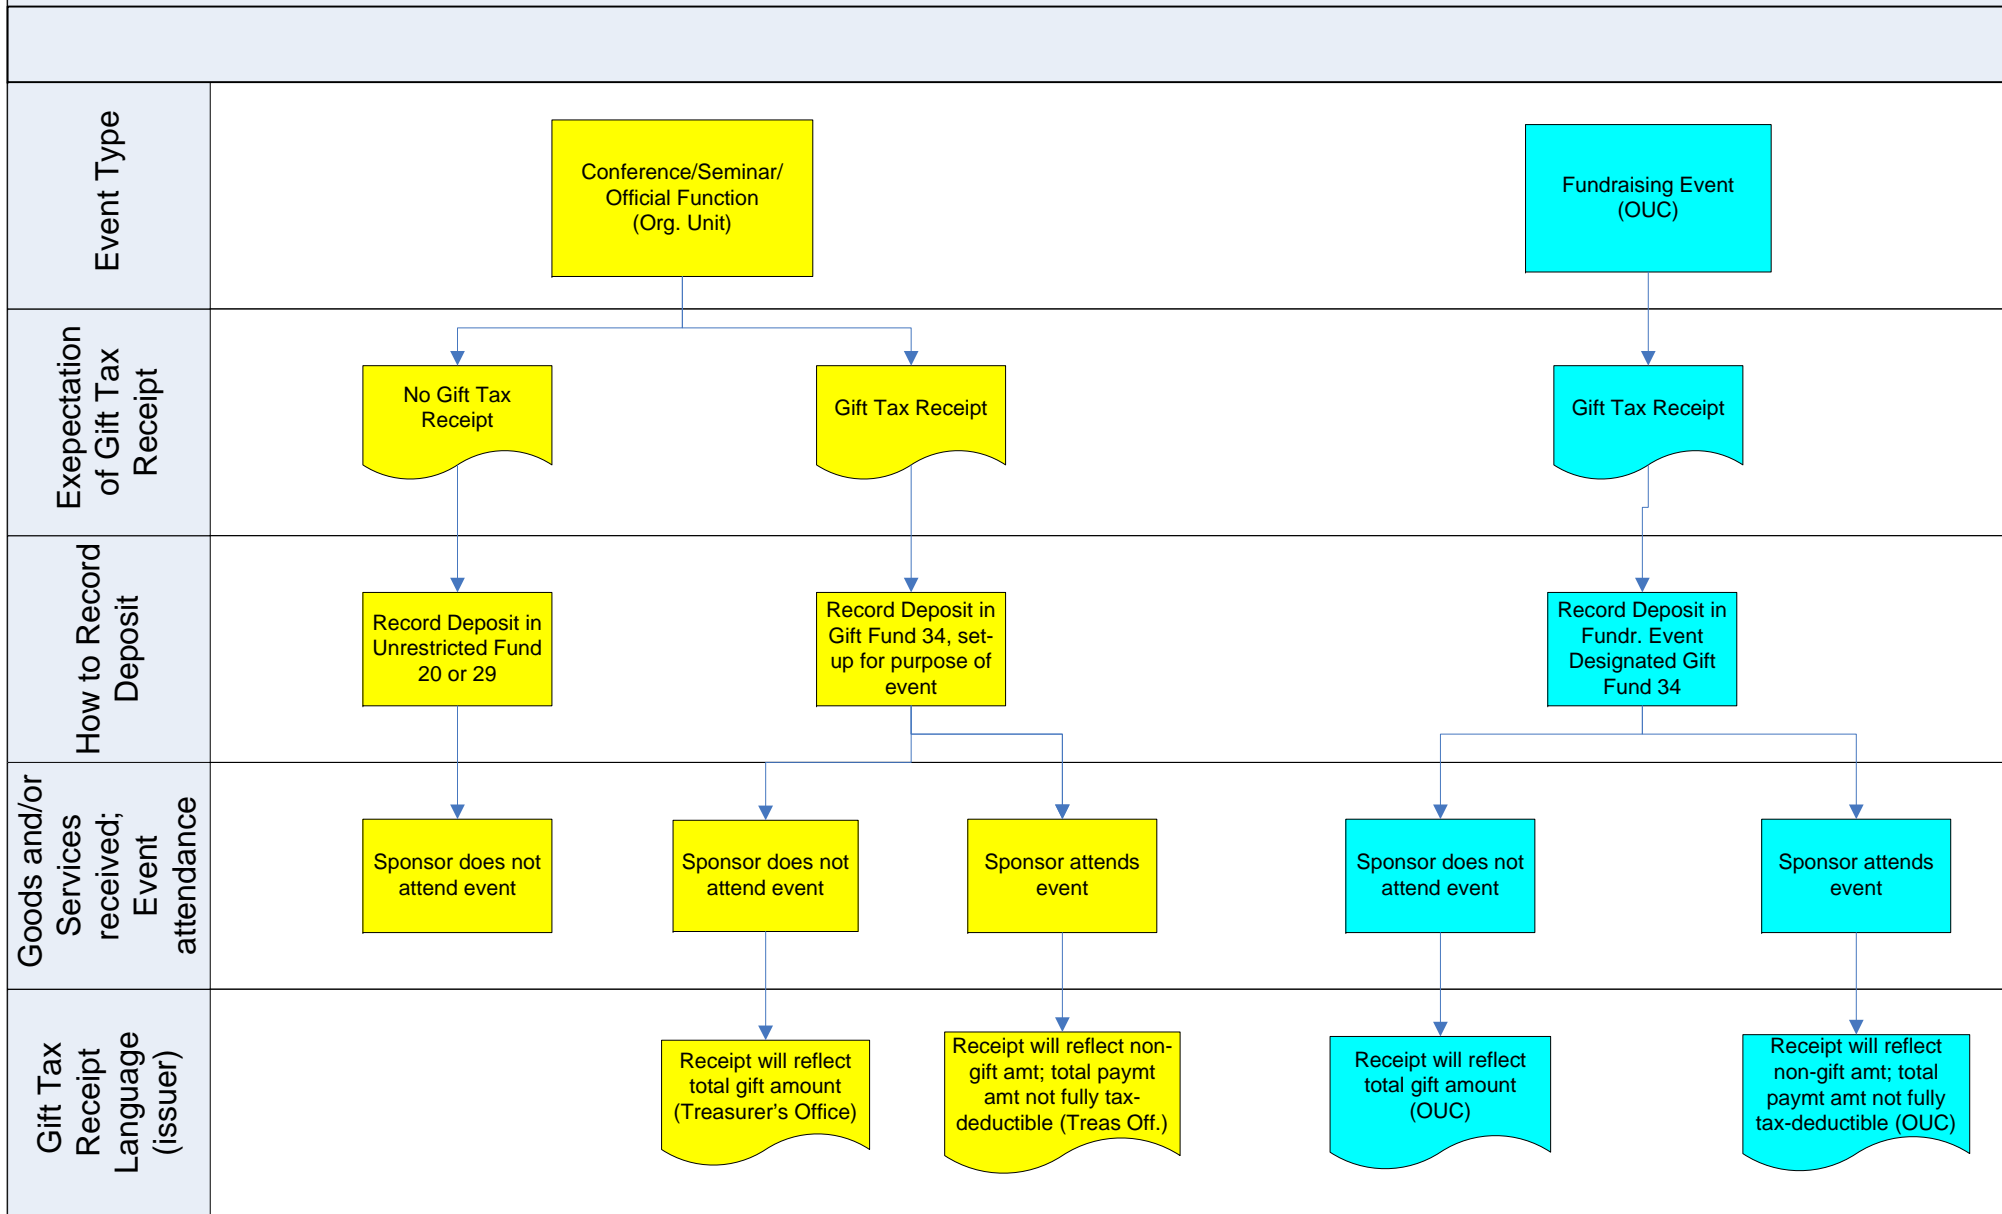 Event Type
Conference/Seminar/
Official Function
(Org. Unit)
Fundraising Event
(OUC)
Exepectation
of Gift Tax
Receipt
No Gift Tax
Receipt
Gift Tax Receipt
Gift Tax Receipt
How to Record
Deposit
Record Deposit in
Unrestricted Fund
20 or 29
Record Deposit in
Gift Fund 34, set-
up for purpose of
event
Record Deposit in
Fundr. Event
Designated Gift
Fund 34
Goods and/or
Services
received;
Event
attendance
Sponsor does not
attend event
Sponsor does not
attend event
Sponsor attends
event
Sponsor does not
attend event
Sponsor attends
event
Gift Tax
Receipt
Language
(issuer)
Receipt will reflect
total gift amount
(Treasurer's Office)
Receipt will reflect non-
gift amt; total paymt
amt not fully tax-
deductible (Treas Off.)
Receipt will reflect
total gift amount
(OUC)
Receipt will reflect
non-gift amt; total
paymt amt not fully
tax-deductible (OUC)